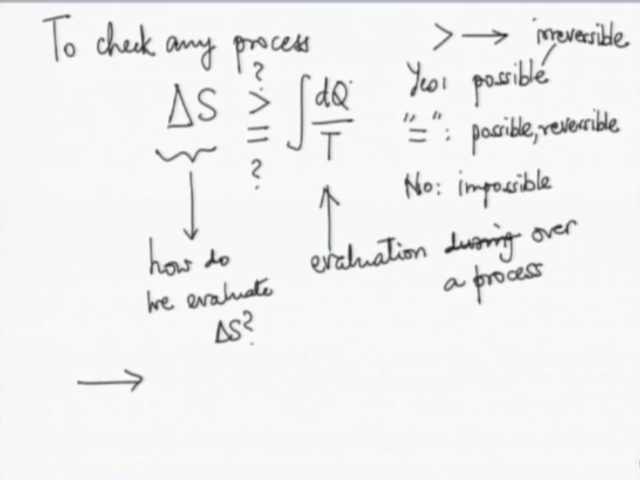 To check any process
> → irreversible
Yes: possible
? 
ΔS ≥ ∫ dQ/T
?
"=": possible, reversible
No: impossible
how do
we evaluate
ΔS?
evaluation during over
a process
→